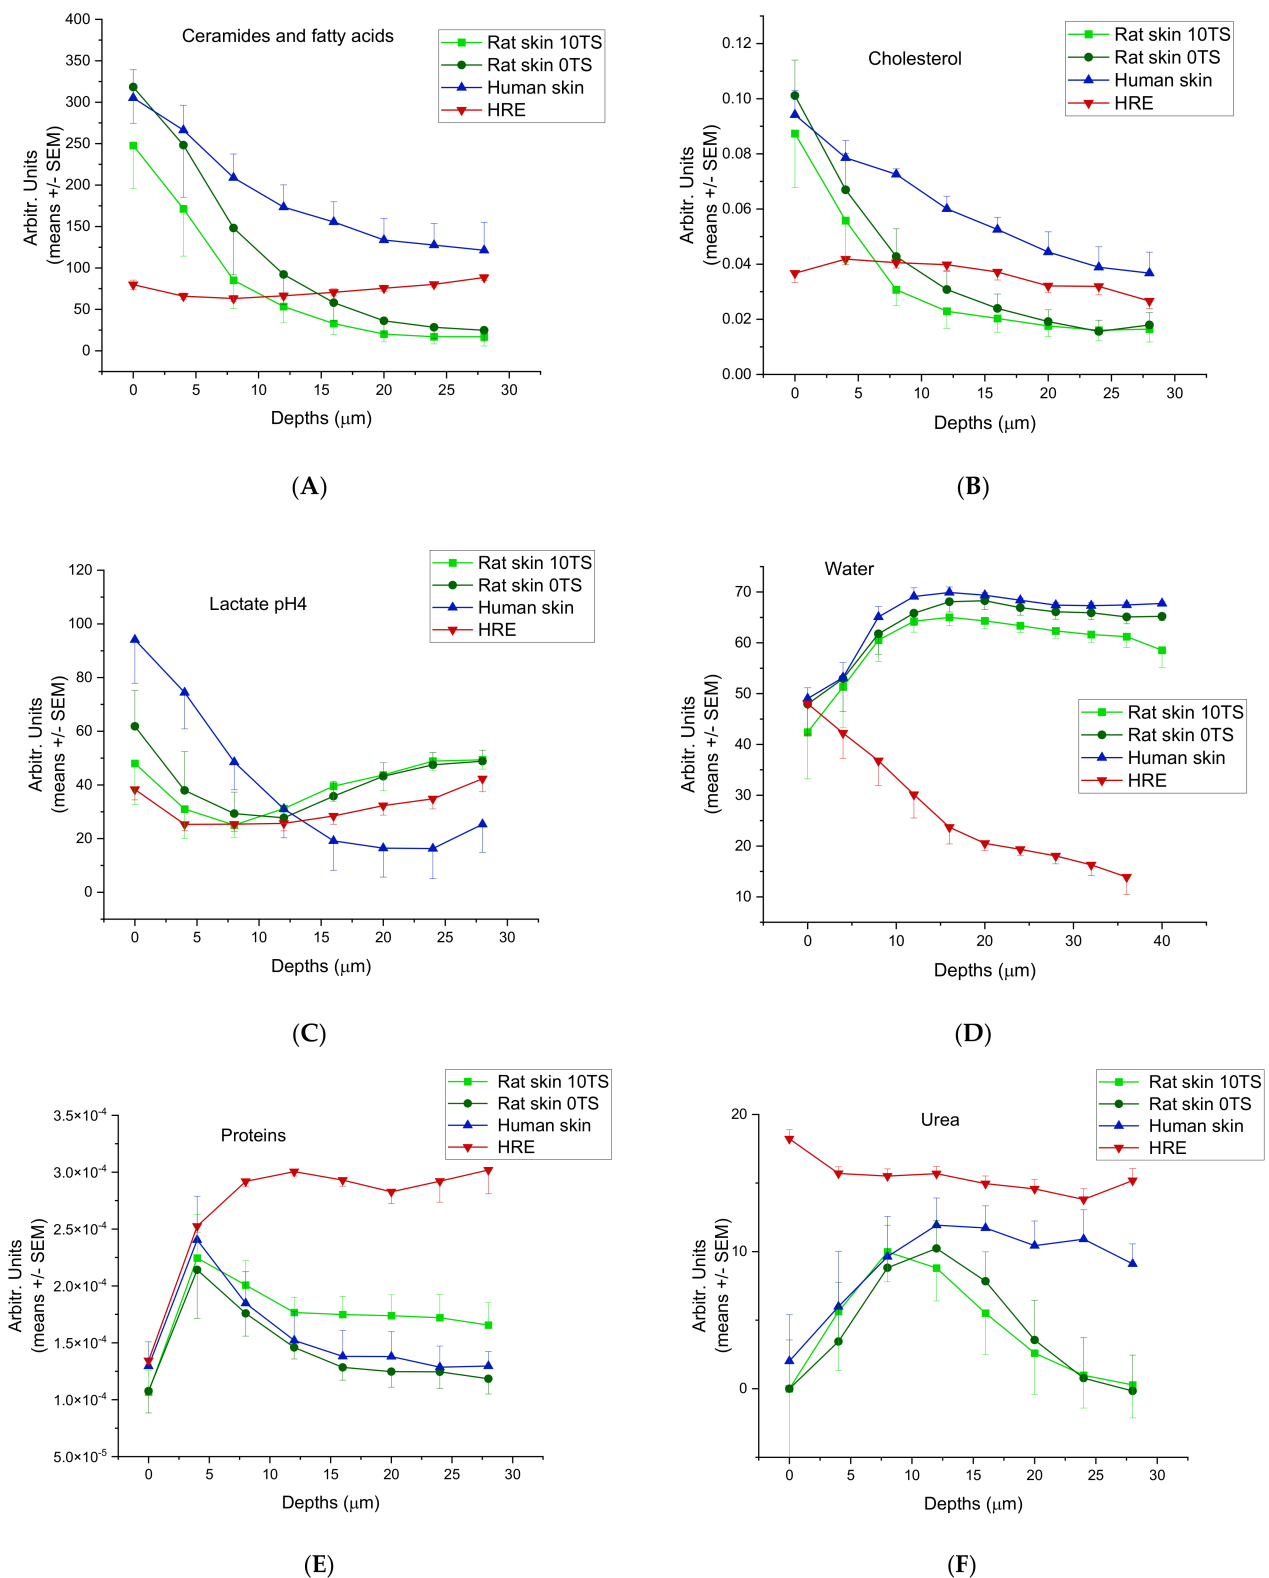 Ceramides and fatty acids
Rat skin 10TS
Rat skin 0TS
Human skin
HRE
Arbitr. Units
(means +/- SEM)
400
350
300
250
200
150
100
50
0
0 5 10 15 20 25 30
Depths (μm)
(A)
Cholesterol
Rat skin 10TS
Rat skin 0TS
Human skin
HRE
Arbitr. Units
(means +/- SEM)
0.12
0.10
0.08
0.06
0.04
0.02
0.00
0 5 10 15 20 25 30
Depths (μm)
(B)
Lactate pH4
Rat skin 10TS
Rat skin 0TS
Human skin
HRE
Arbitr. Units
(means +/- SEM)
120
100
80
60
40
20
0
0 5 10 15 20 25 30
Depths (μm)
(C)
Water
Rat skin 10TS
Rat skin 0TS
Human skin
HRE
Arbitr. Units
(means +/- SEM)
70
60
50
40
30
20
10
0 10 20 30 40
Depths (μm)
(D)
Proteins
Rat skin 10TS
Rat skin 0TS
Human skin
HRE
Arbitr. Units
(means +/- SEM)
3.5×10⁻⁴
3.0×10⁻⁴
2.5×10⁻⁴
2.0×10⁻⁴
1.5×10⁻⁴
1.0×10⁻⁴
5.0×10⁻⁵
0 5 10 15 20 25 30
Depths (μm)
(E)
Urea
Rat skin 10TS
Rat skin 0TS
Human skin
HRE
Arbitr. Units
(means +/- SEM)
20
10
0
0 5 10 15 20 25 30
Depths (μm)
(F)